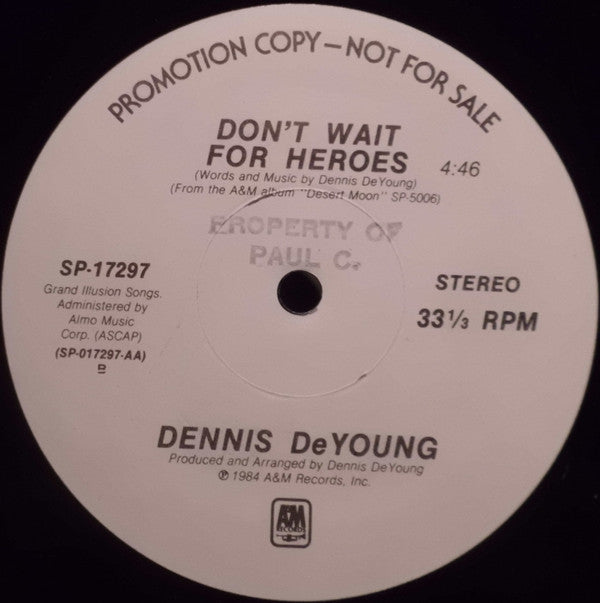 PROMOTION COPY—NOT FOR SALE
DON'T WAIT
FOR HEROES 4:46
(Words and Music by Dennis DeYoung)
(From the A&M album "Desert Moon" SP-5006)
PROPERTY OF
PAUL C.
SP-17297
Grand Illusion Songs.
Administered by
Almo Music
Corp. (ASCAP)
(SP-017297-AA)
STEREO
33⅓ RPM
DENNIS DeYOUNG
Produced and Arranged by Dennis DeYoung
℗ 1984 A&M Records, Inc.
A&M
RECORDS